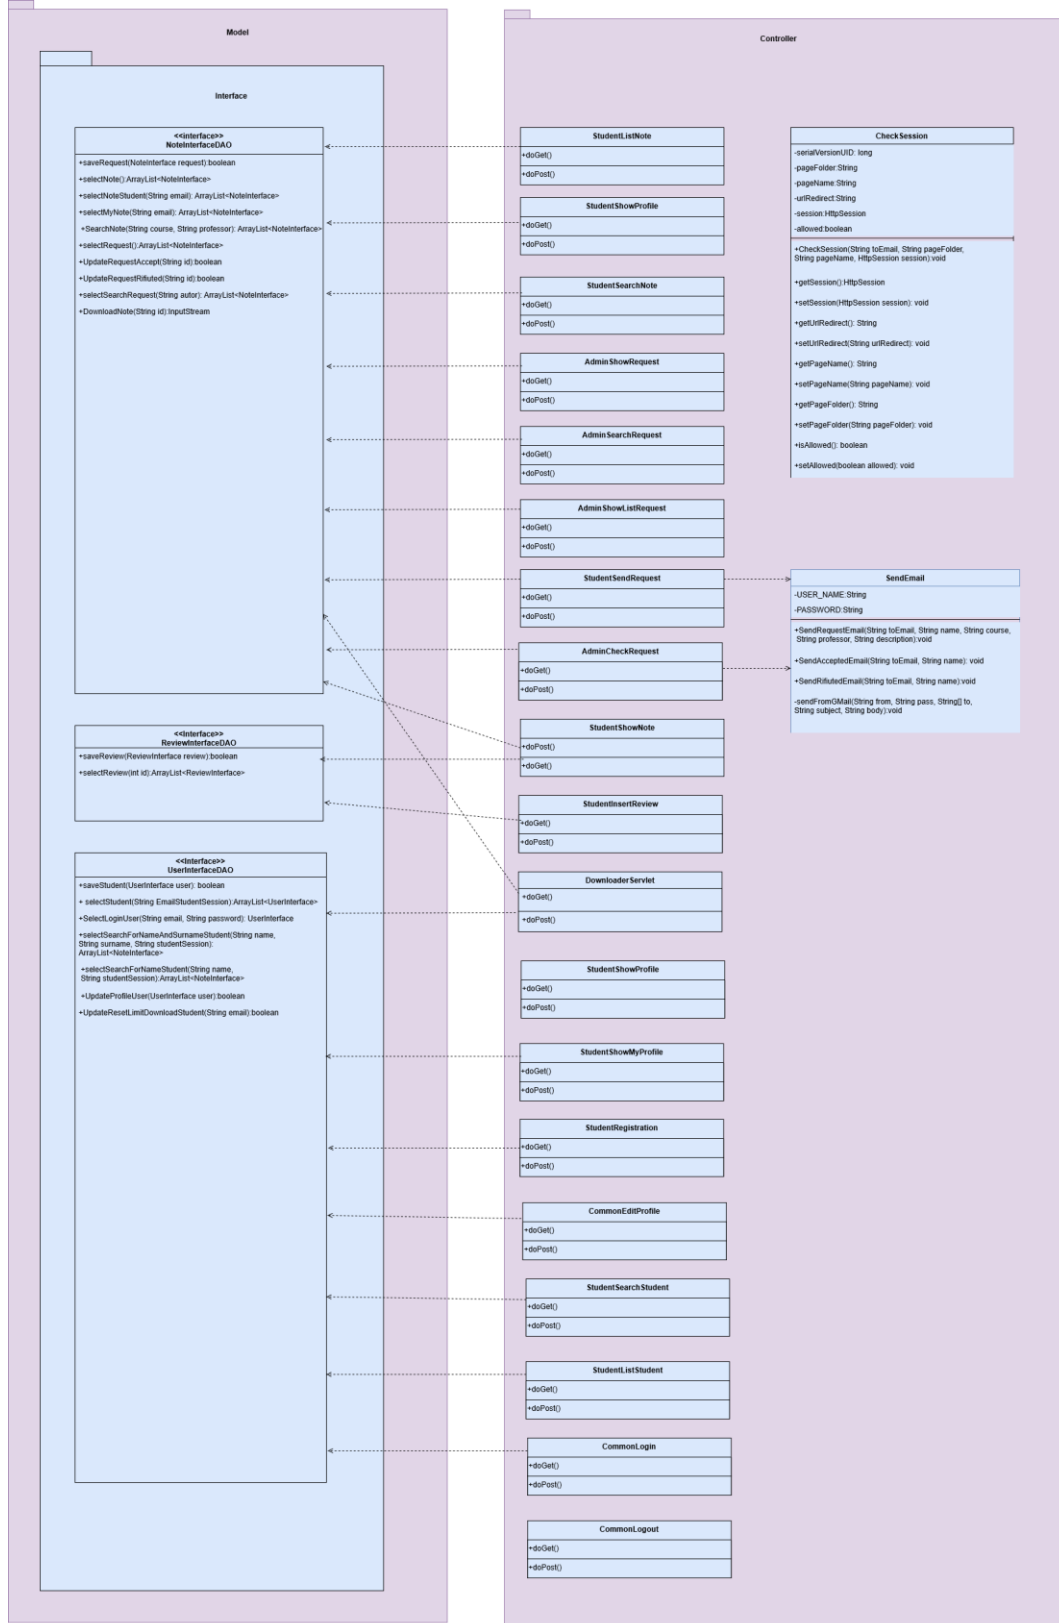 Model
Interface
<<interface>>
NoteInterfaceDAO
+saveRequest(NoteInterface request):boolean
+selectNote():ArrayList<NoteInterface>
+selectNoteStudent(String email): ArrayList<NoteInterface>
+selectMyNote(String email): ArrayList<NoteInterface>
+SearchNote(String course, String professor): ArrayList<NoteInterface>
+selectRequest():ArrayList<NoteInterface>
+UpdateRequestAccept(String id):boolean
+UpdateRequestRifiuted(String id):boolean
+selectSearchRequest(String autor): ArrayList<NoteInterface>
+DownloadNote(String id):InputStream
<<Interface>>
ReviewInterfaceDAO
+saveReview(ReviewInterface review):boolean
+selectReview(int id):ArrayList<ReviewInterface>
<<Interface>>
UserInterfaceDAO
+saveStudent(UserInterface user): boolean
+ selectStudent(String EmailStudentSession):ArrayList<UserInterface>
+SelectLoginUser(String email, String password): UserInterface
+selectSearchForNameAndSurnameStudent(String name,
String surname, String studentSession):
ArrayList<NoteInterface>
+selectSearchForNameStudent(String name,
String studentSession):ArrayList<NoteInterface>
+UpdateProfileUser(UserInterface user):boolean
+UpdateResetLimitDownloadStudent(String email):boolean
Controller
StudentListNote
+doGet()
+doPost()
StudentShowProfile
+doGet()
+doPost()
StudentSearchNote
+doGet()
+doPost()
AdminShowRequest
+doGet()
+doPost()
AdminSearchRequest
+doGet()
+doPost()
AdminShowListRequest
+doGet()
+doPost()
StudentSendRequest
+doGet()
+doPost()
AdminCheckRequest
+doGet()
+doPost()
StudentShowNote
+doPost()
+doGet()
StudentInsertReview
+doGet()
+doPost()
DownloaderServlet
+doGet()
+doPost()
StudentShowProfile
+doGet()
+doPost()
StudentShowMyProfile
+doGet()
+doPost()
StudentRegistration
+doGet()
+doPost()
CommonEditProfile
+doGet()
+doPost()
StudentSearchStudent
+doGet()
+doPost()
StudentListStudent
+doGet()
+doPost()
CommonLogin
+doGet()
+doPost()
CommonLogout
+doGet()
+doPost()
CheckSession
-serialVersionUID: long
-pageFolder:String
-pageName:String
-urlRedirect:String
-session:HttpSession
-allowed:boolean
+CheckSession(String toEmail, String pageFolder,
String pageName, HttpSession session):void
+getSession():HttpSession
+setSession(HttpSession session): void
+getUrlRedirect(): String
+setUrlRedirect(String urlRedirect): void
+getPageName(): String
+setPageName(String pageName): void
+getPageFolder(): String
+setPageFolder(String pageFolder): void
+isAllowed(): boolean
+setAllowed(boolean allowed): void
SendEmail
-USER_NAME:String
-PASSWORD:String
+SendRequestEmail(String toEmail, String name, String course,
String professor, String description):void
+SendAcceptedEmail(String toEmail, String name): void
+SendRifiutedEmail(String toEmail, String name):void
-sendFromGMail(String from, String pass, String[] to,
String subject, String body):void